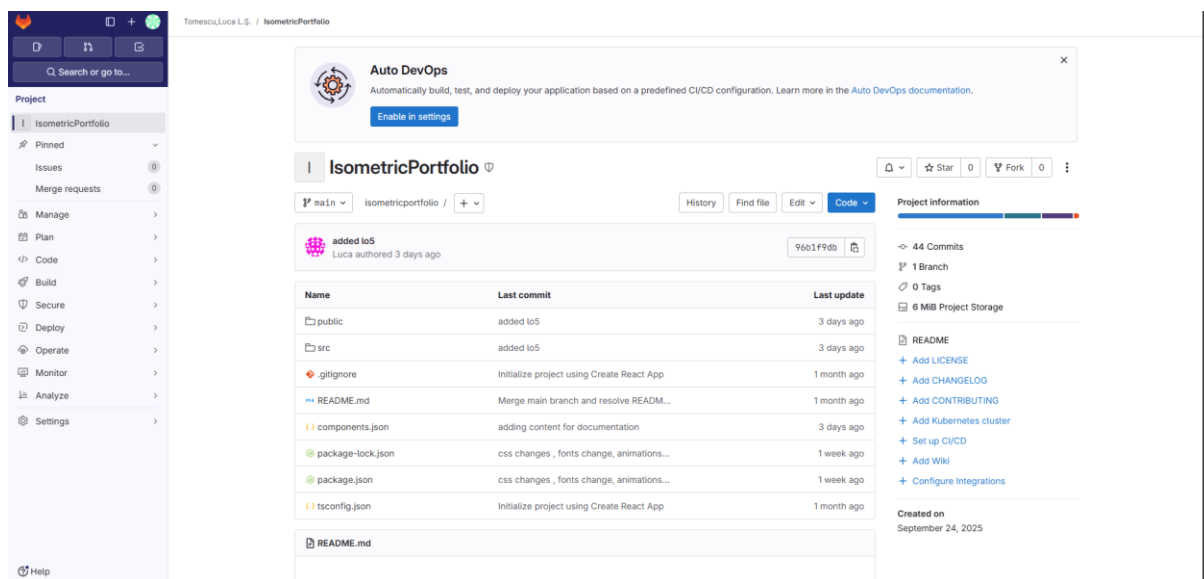 Tomescu,Luca L.Ş. / IsometricPortfolio
Search or go to...
Project
I IsometricPortfolio
Pinned
Issues 0
Merge requests 0
Manage
Plan
Code
Build
Secure
Deploy
Operate
Monitor
Analyze
Settings
Help
Auto DevOps
Automatically build, test, and deploy your application based on a predefined CI/CD configuration. Learn more in the Auto DevOps documentation.
Enable in settings
I IsometricPortfolio
Star 0 Fork 0
main isometricportfolio / + History Find file Edit Code
added lo5
Luca authored 3 days ago
96b1f9db
Name Last commit Last update
public added lo5 3 days ago
src added lo5 3 days ago
.gitignore Initialize project using Create React App 1 month ago
README.md Merge main branch and resolve READM... 1 month ago
components.json adding content for documentation 3 days ago
package-lock.json css changes , fonts change, animations... 1 week ago
package.json css changes , fonts change, animations... 1 week ago
tsconfig.json Initialize project using Create React App 1 month ago
README.md
Project information
44 Commits
1 Branch
0 Tags
6 MiB Project Storage
README
+ Add LICENSE
+ Add CHANGELOG
+ Add CONTRIBUTING
+ Add Kubernetes cluster
+ Set up CI/CD
+ Add Wiki
+ Configure Integrations
Created on
September 24, 2025